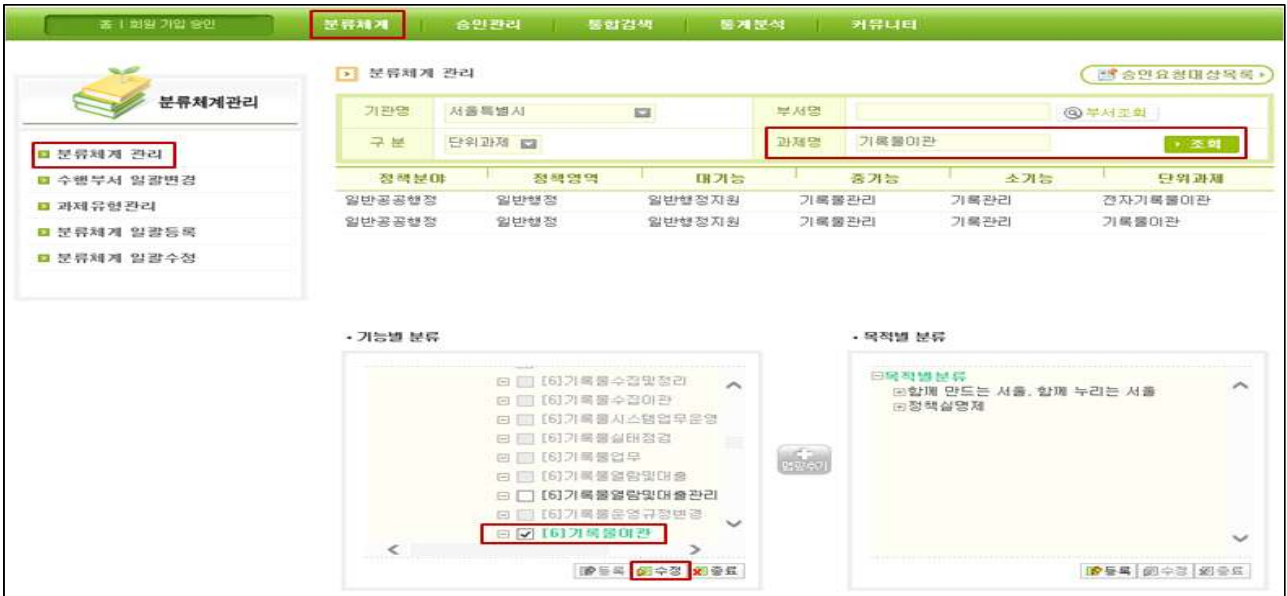 홈 | 회원 가입 승인
분류체계 승인관리 통합검색 통계분석 커뮤니티
분류체계관리
분류체계 관리
수행부서 일괄변경
과제유형관리
분류체계 일괄등록
분류체계 일괄수정
분류체계 관리
승인요청대상목록
기관명 서울특별시 부서명 부서조회
구 분 단위과제 과제명 기록물이관 조회
정책분야 정책영역 대기능 중기능 소기능 단위과제
일반공공행정 일반행정 일반행정지원 기록물관리 기록관리 전자기록물이관
일반공공행정 일반행정 일반행정지원 기록물관리 기록관리 기록물이관
• 기능별 분류
[6]기록물수집및정리
[6]기록물수집이관
[6]기록물시스템업무운영
[6]기록물실태점검
[6]기록물업무
[6]기록물열람및대출
[6]기록물열람및대출관리
[6]기록물운영규정변경
[6]기록물이관
등록 수정 종료
맵핑추가
• 목적별 분류
목적별분류
함께 만드는 서울, 함께 누리는 서울
정책실명제
등록 수정 종료